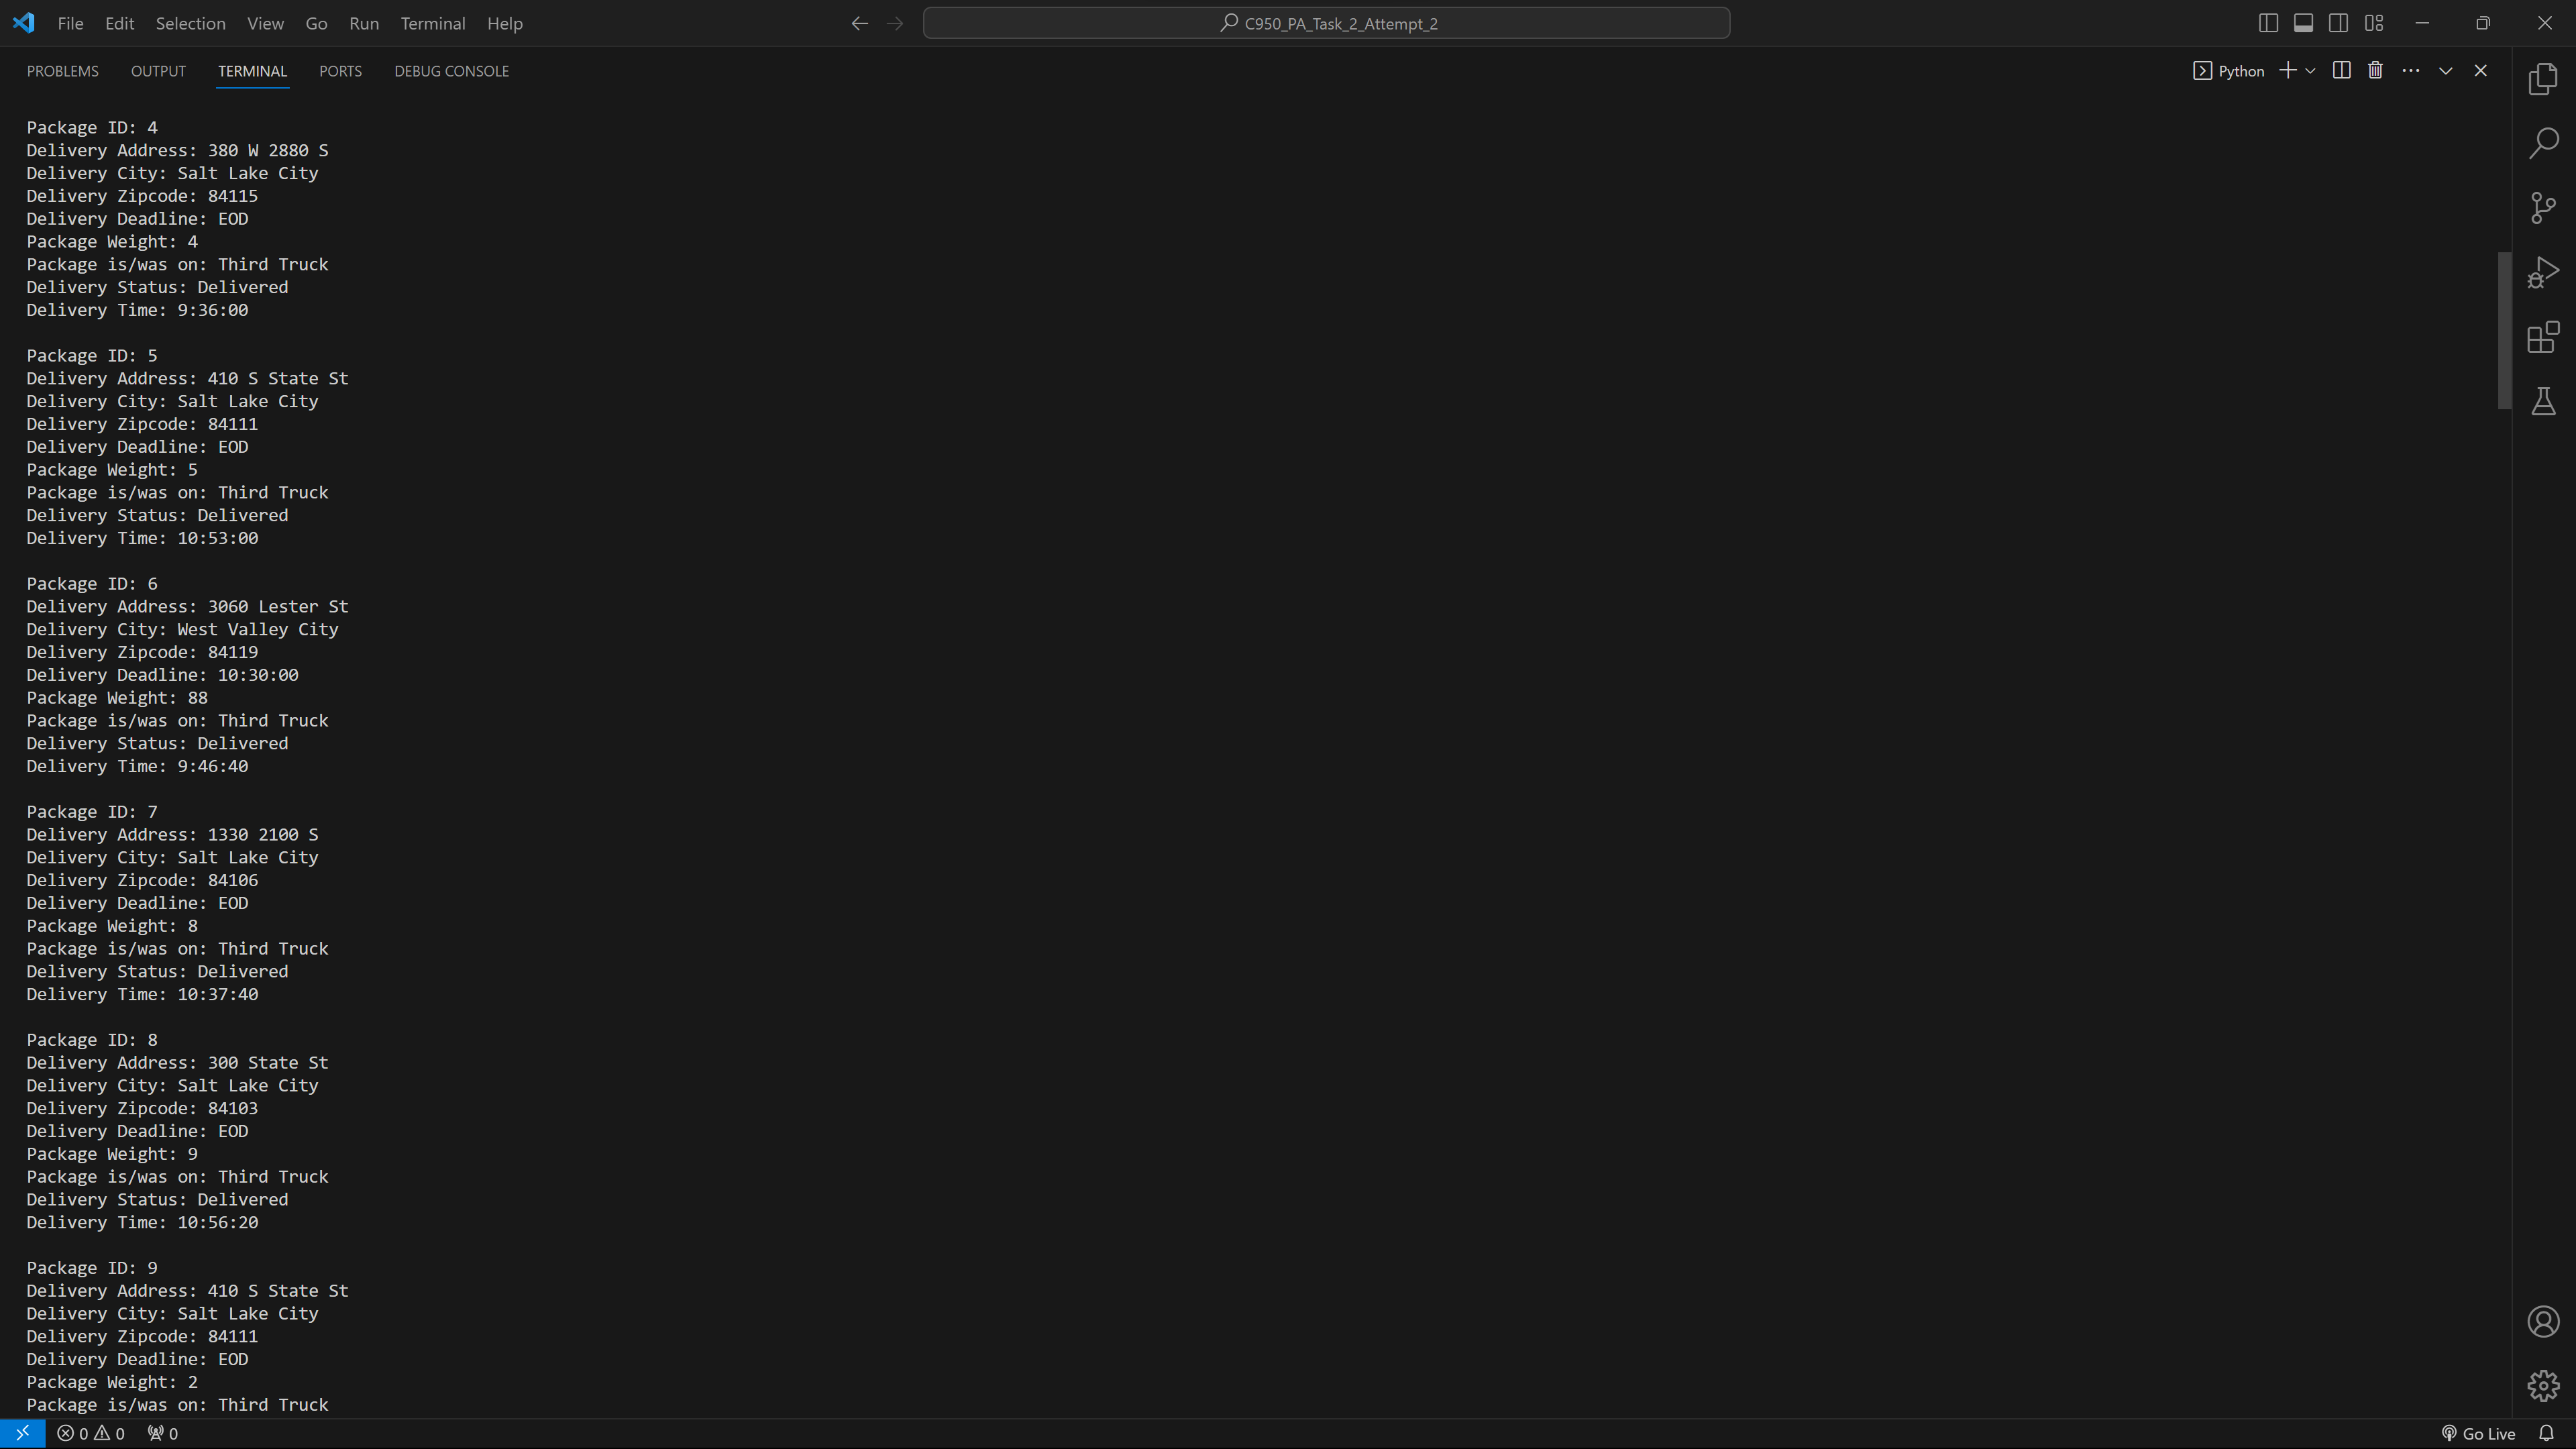 File Edit Selection View Go Run Terminal Help C950_PA_Task_2_Attempt_2
PROBLEMS OUTPUT TERMINAL PORTS DEBUG CONSOLE Python
Package ID: 4
Delivery Address: 380 W 2880 S
Delivery City: Salt Lake City
Delivery Zipcode: 84115
Delivery Deadline: EOD
Package Weight: 4
Package is/was on: Third Truck
Delivery Status: Delivered
Delivery Time: 9:36:00
Package ID: 5
Delivery Address: 410 S State St
Delivery City: Salt Lake City
Delivery Zipcode: 84111
Delivery Deadline: EOD
Package Weight: 5
Package is/was on: Third Truck
Delivery Status: Delivered
Delivery Time: 10:53:00
Package ID: 6
Delivery Address: 3060 Lester St
Delivery City: West Valley City
Delivery Zipcode: 84119
Delivery Deadline: 10:30:00
Package Weight: 88
Package is/was on: Third Truck
Delivery Status: Delivered
Delivery Time: 9:46:40
Package ID: 7
Delivery Address: 1330 2100 S
Delivery City: Salt Lake City
Delivery Zipcode: 84106
Delivery Deadline: EOD
Package Weight: 8
Package is/was on: Third Truck
Delivery Status: Delivered
Delivery Time: 10:37:40
Package ID: 8
Delivery Address: 300 State St
Delivery City: Salt Lake City
Delivery Zipcode: 84103
Delivery Deadline: EOD
Package Weight: 9
Package is/was on: Third Truck
Delivery Status: Delivered
Delivery Time: 10:56:20
Package ID: 9
Delivery Address: 410 S State St
Delivery City: Salt Lake City
Delivery Zipcode: 84111
Delivery Deadline: EOD
Package Weight: 2
Package is/was on: Third Truck
0 0 0 Go Live